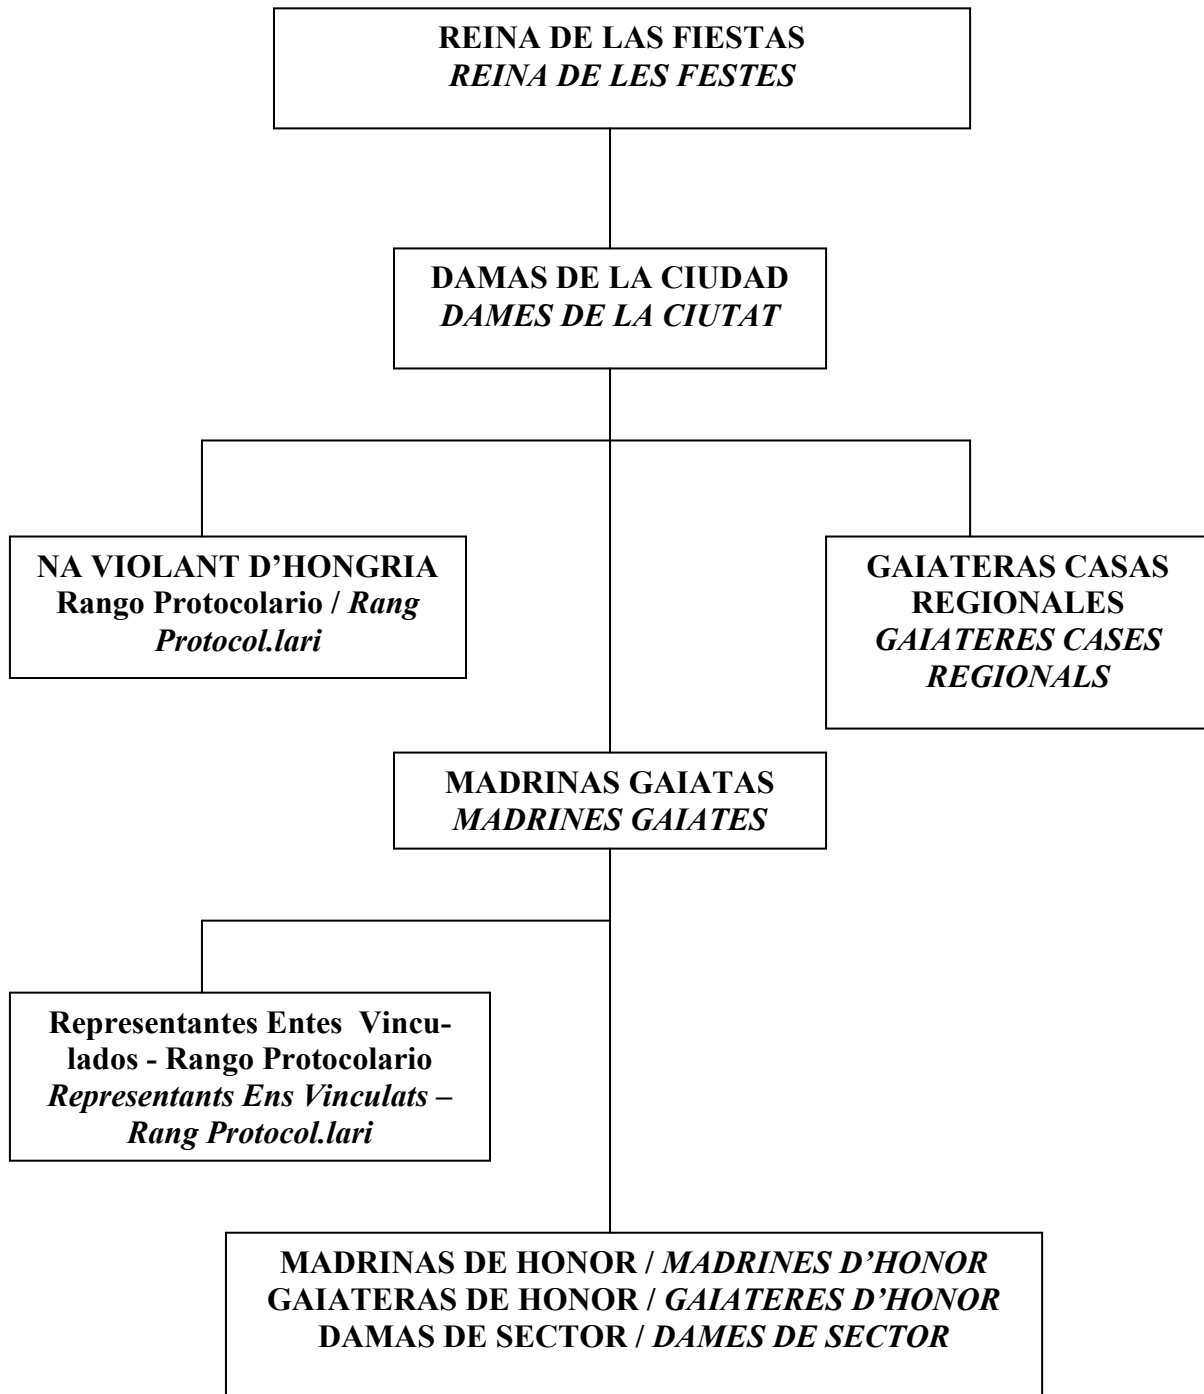 REINA DE LAS FIESTAS
REINA DE LES FESTES
DAMAS DE LA CIUDAD
DAMES DE LA CIUTAT
NA VIOLANT D’HONGRIA
Rango Protocolario / Rang
Protocol.lari
GAIATERAS CASAS
REGIONALES
GAIATERES CASES
REGIONALS
MADRINAS GAIATAS
MADRINES GAIATES
Representantes Entes Vincu-
lados - Rango Protocolario
Representants Ens Vinculats –
Rang Protocol.lari
MADRINAS DE HONOR / MADRINES D’HONOR
GAIATERAS DE HONOR / GAIATERES D’HONOR
DAMAS DE SECTOR / DAMES DE SECTOR